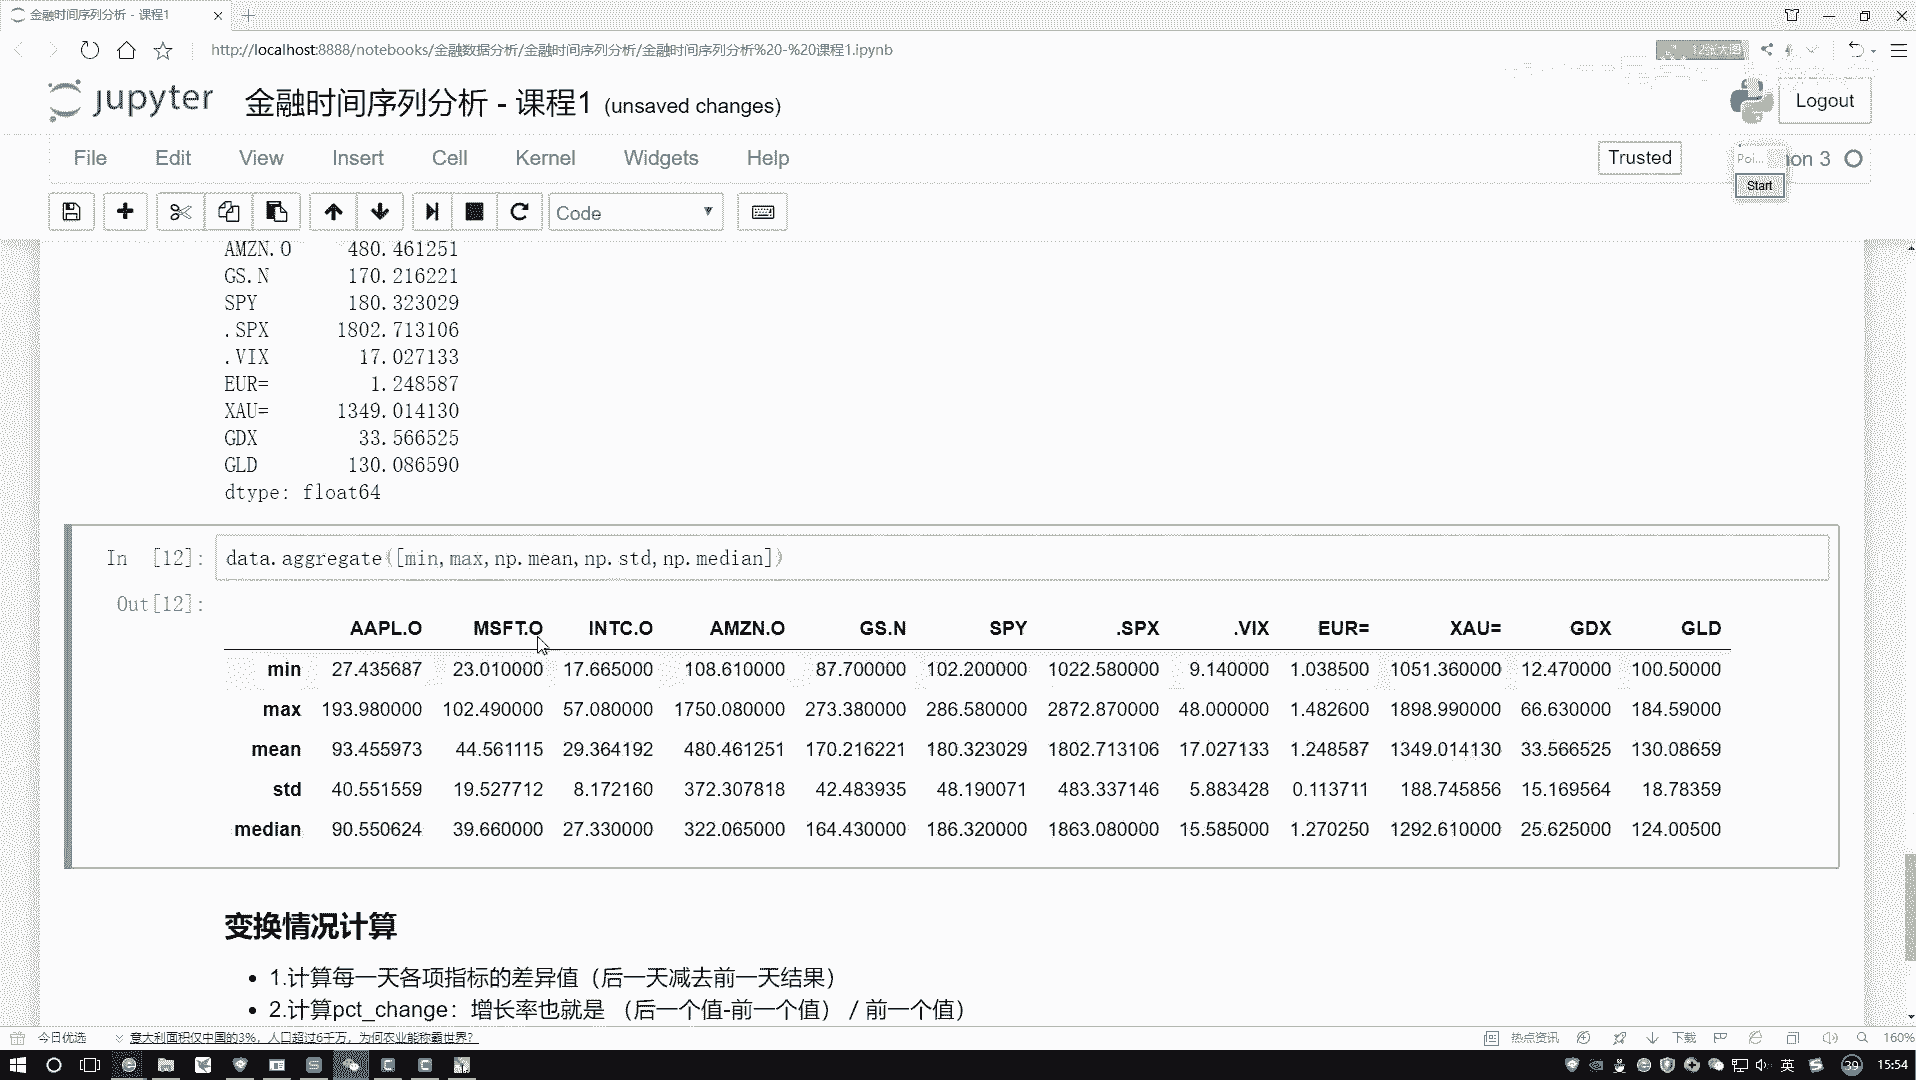 金融时间序列分析 - 课程1
http://localhost:8888/notebooks/金融数据分析/金融时间序列分析/金融时间序列分析%20-%20课程1.ipynb
jupyter 金融时间序列分析 - 课程1 (unsaved changes)
Logout
File Edit View Insert Cell Kernel Widgets Help
Trusted
Poi...
on 3
Start
Code
AMZN.O 480.461251
GS.N 170.216221
SPY 180.323029
.SPX 1802.713106
.VIX 17.027133
EUR= 1.248587
XAU= 1349.014130
GDX 33.566525
GLD 130.086590
dtype: float64
In [12]: data.aggregate([min,max,np.mean,np.std,np.median])
Out[12]:
AAPL.O MSFT.O INTC.O AMZN.O GS.N SPY .SPX .VIX EUR= XAU= GDX GLD
min 27.435687 23.010000 17.665000 108.610000 87.700000 102.200000 1022.580000 9.140000 1.038500 1051.360000 12.470000 100.50000
max 193.980000 102.490000 57.080000 1750.080000 273.380000 286.580000 2872.870000 48.000000 1.482600 1898.990000 66.630000 184.59000
mean 93.455973 44.561115 29.364192 480.461251 170.216221 180.323029 1802.713106 17.027133 1.248587 1349.014130 33.566525 130.08659
std 40.551559 19.527712 8.172160 372.307818 42.483935 48.190071 483.337146 5.883428 0.113711 188.745856 15.169564 18.78359
median 90.550624 39.660000 27.330000 322.065000 164.430000 186.320000 1863.080000 15.585000 1.270250 1292.610000 25.625000 124.00500
变换情况计算
1.计算每一天各项指标的差异值（后一天减去前一天结果）
2.计算pct_change：增长率也就是 （后一个值-前一个值） / 前一个值）
今日优选
意大利面积仅中国的3%，人口超过6千万，为何农业能称霸世界？
热点资讯
下载
160%
英
39
15:54